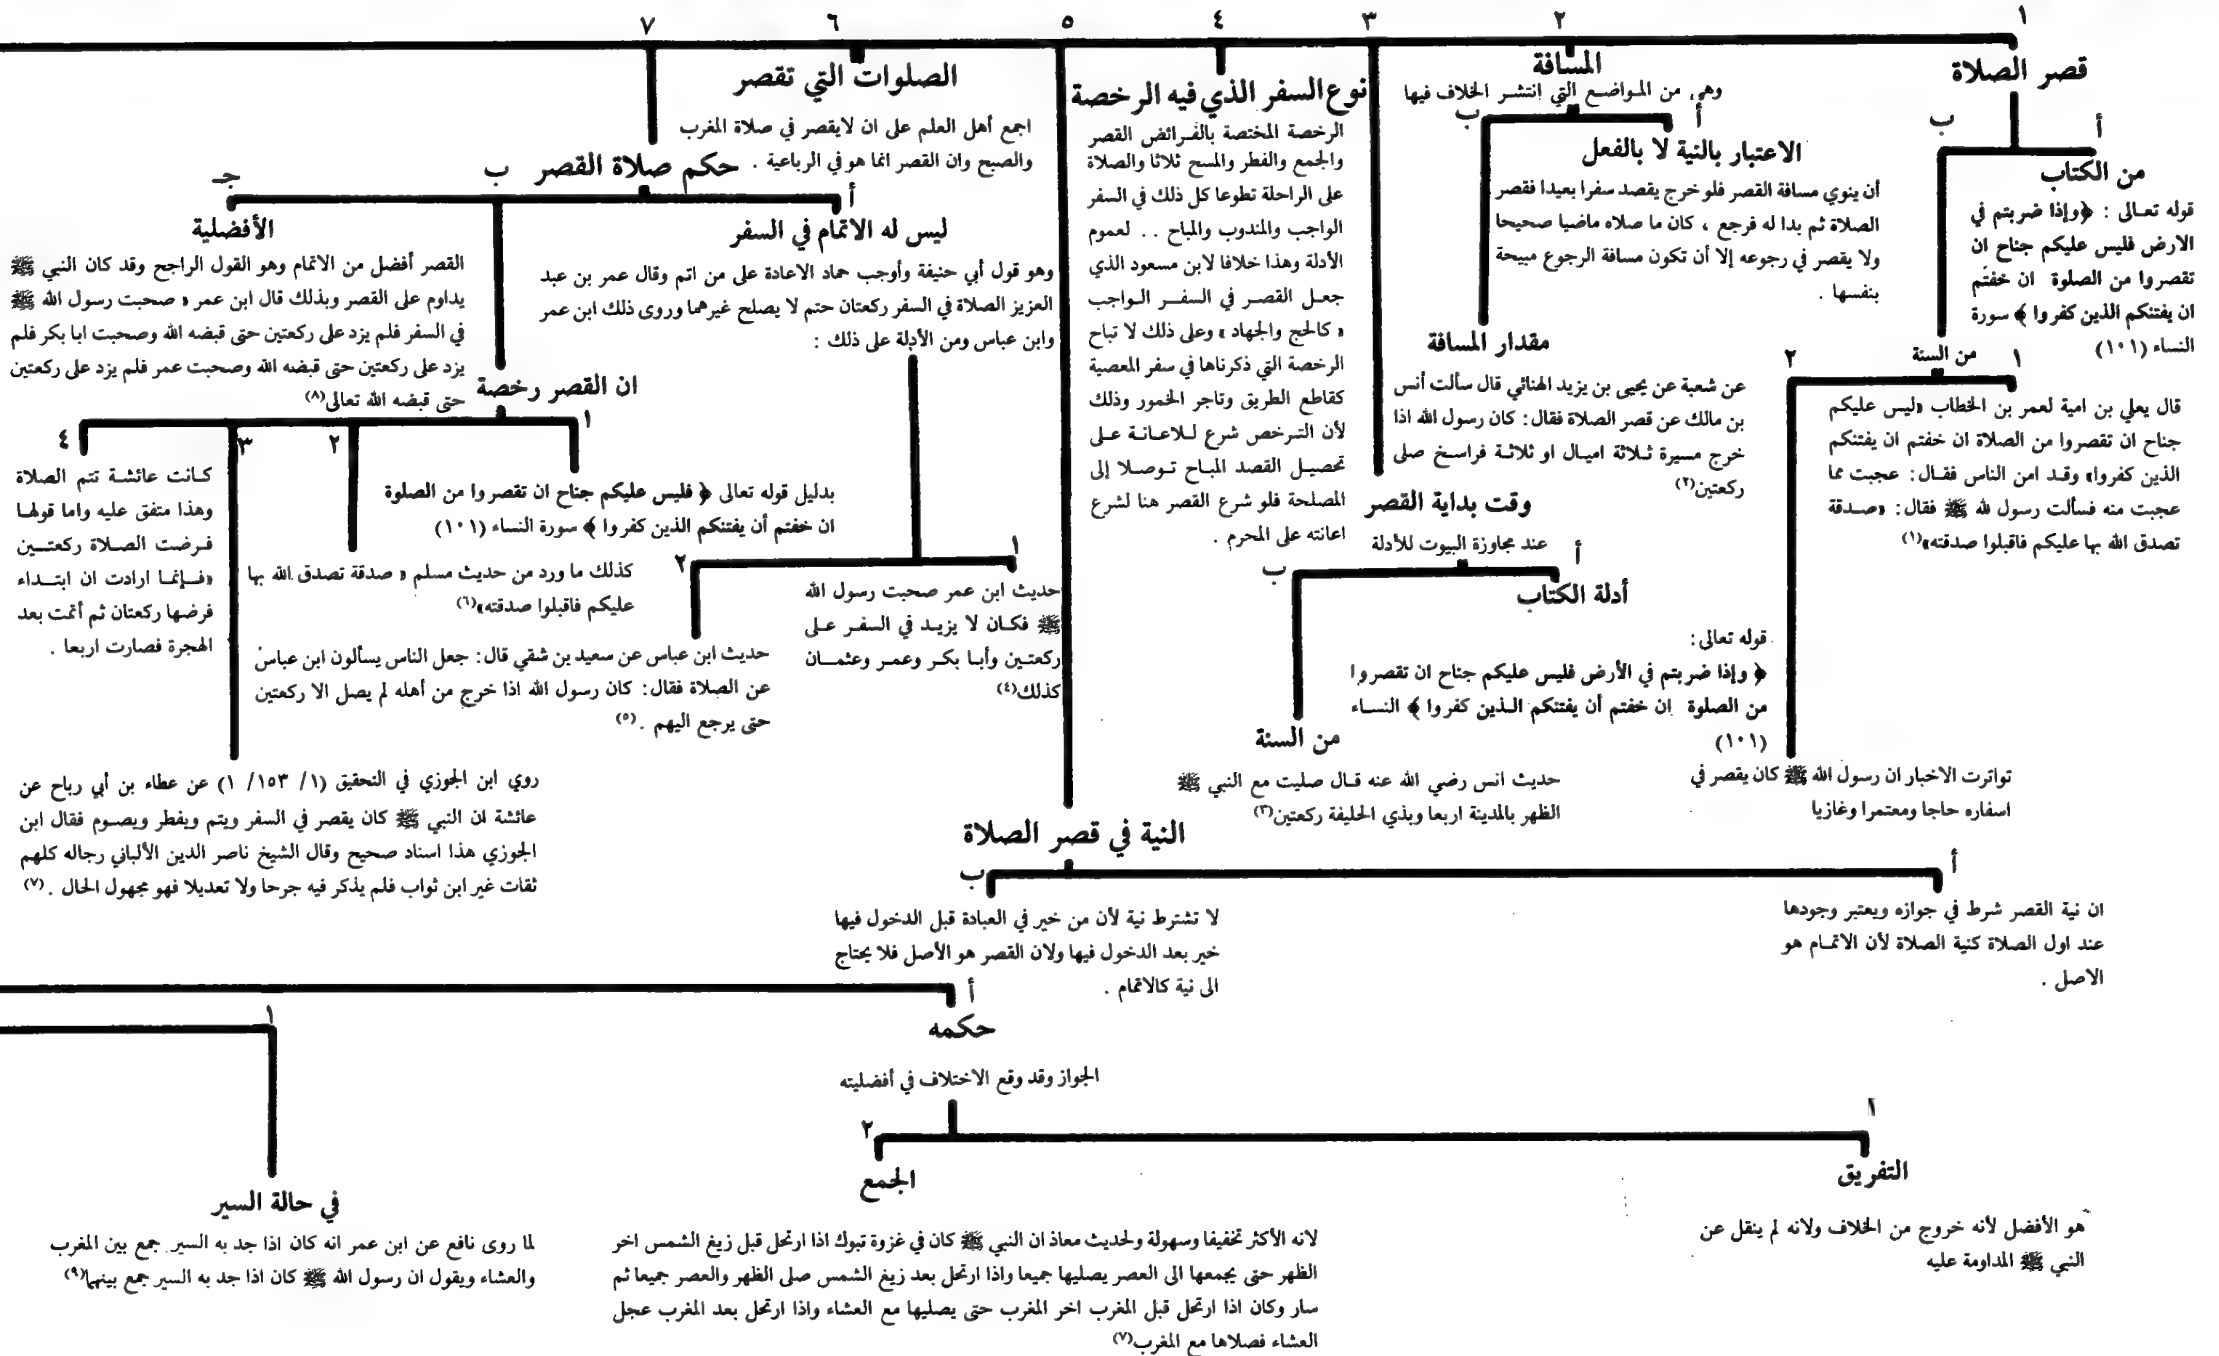 ١
قصر الصلاة
أ
من الكتاب
قوله تعالى : ﴿وإذا ضربتم في
الارض فليس عليكم جناح ان
تقصروا من الصلوة ان خفتم
ان يفتنكم الذين كفروا ﴾ سورة
النساء (١٠١)
ب
من السنة
١
قال يعلي بن امية لعمر بن الخطاب «ليس عليكم
جناح ان تقصروا من الصلاة ان خفتم ان يفتنكم
الذين كفروا» وقد امن الناس فقال: عجبت مما
عجبت منه فسألت رسول لله ﷺ فقال: «صدقة
تصدق الله بها عليكم فاقبلوا صدقته»(١)
٢
تواترت الاخبار ان رسول الله ﷺ كان يقصر في
اسفاره حاجا ومعتمرا وغازيا
٢
المسافة
وهي من المواضع التي انتشر الخلاف فيها
أ
الاعتبار بالنية لا بالفعل
أن ينوي مسافة القصر فلو خرج يقصد سفرا بعيدا فقصر
الصلاة ثم بدا له فرجع ، كان ما صلاه ماضيا صحيحا
ولا يقصر في رجوعه إلا أن تكون مسافة الرجوع مبيحة
بنفسها .
ب
مقدار المسافة
عن شعبة عن يحيى بن يزيد الهنائي قال سألت أنس
بن مالك عن قصر الصلاة فقال: كان رسول الله اذا
خرج مسيرة ثلاثة اميال او ثلاثة فراسخ صلى
ركعتين(٢)
٣
وقت بداية القصر
عند مجاوزة البيوت للأدلة
أ
أدلة الكتاب
قوله تعالى:
﴿ وإذا ضربتم في الأرض فليس عليكم جناح ان تقصروا
من الصلوة ان خفتم أن يفتنكم الذين كفروا ﴾ النساء
(١٠١)
ب
من السنة
حديث انس رضي الله عنه قال صليت مع النبي ﷺ
الظهر بالمدينة اربعا وبذي الحليفة ركعتين(٣)
٤
نوع السفر الذي فيه الرخصة
الرخصة المختصة بالفرائض القصر
والجمع والفطر والمسح ثلاثا والصلاة
على الراحلة تطوعا كل ذلك في السفر
الواجب والمندوب والمباح .. لعموم
الأدلة وهذا خلافا لابن مسعود الذي
جعل القصر في السفر الواجب
« كالحج والجهاد » وعلى ذلك لا تباح
الرخصة التي ذكرناها في سفر المعصية
كقاطع الطريق وتاجر الخمور وذلك
لأن الترخص شرع للاعانة على
تحصيل القصد المباح توصلا إلى
المصلحة فلو شرع القصر هنا لشرع
اعانته على المحرم .
٥
النية في قصر الصلاة
أ
ان نية القصر شرط في جوازه ويعتبر وجودها
عند اول الصلاة كنية الصلاة لأن الاتمام هو
الاصل .
ب
لا تشترط نية لأن من خير في العبادة قبل الدخول فيها
خير بعد الدخول فيها ولان القصر هو الأصل فلا يحتاج
الى نية كالاتمام .
٦
الصلوات التي تقصر
اجمع أهل العلم على ان لايقصر في صلاة المغرب
والصبح وان القصر انما هو في الرباعية .
٧
حكم صلاة القصر
أ
ليس له الاتمام في السفر
وهو قول أبي حنيفة وأوجب حماد الاعادة على من اتم وقال عمر بن عبد
العزيز الصلاة في السفر ركعتان حتم لا يصلح غيرهما وروى ذلك ابن عمر
وابن عباس ومن الأدلة على ذلك :
١
حديث ابن عمر صحبت رسول الله
ﷺ فكان لا يزيد في السفر على
ركعتين وأبا بكر وعمر وعثمان
كذلك(٤)
٢
حديث ابن عباس عن سعيد بن شقي قال: جعل الناس يسألون ابن عباس
عن الصلاة فقال: كان رسول الله اذا خرج من أهله لم يصل الا ركعتين
حتى يرجع اليهم .(٥)
ب
ان القصر رخصة
١
بدليل قوله تعالى ﴿ فليس عليكم جناح ان تقصروا من الصلوة
ان خفتم أن يفتنكم الذين كفروا ﴾ سورة النساء (١٠١)
٢
كذلك ما ورد من حديث مسلم « صدقة تصدق الله بها
عليكم فاقبلوا صدقته»(٦)
٣
روي ابن الجوزي في التحقيق (١/ ١٥٣/ ١) عن عطاء بن أبي رباح عن
عائشة ان النبي ﷺ كان يقصر في السفر ويتم ويفطر ويصوم فقال ابن
الجوزي هذا اسناد صحيح وقال الشيخ ناصر الدين الألباني رجاله كلهم
ثقات غير ابن ثواب فلم يذكر فيه جرحا ولا تعديلا فهو مجهول الحال .(٧)
٤
كانت عائشة تتم الصلاة
وهذا متفق عليه واما قولها
فرضت الصلاة ركعتين
«فإنما ارادت ان ابتداء
فرضها ركعتان ثم أتمت بعد
الهجرة فصارت اربعا .
جـ
الأفضلية
القصر أفضل من الاتمام وهو القول الراجح وقد كان النبي ﷺ
يداوم على القصر وبذلك قال ابن عمر « صحبت رسول الله ﷺ
في السفر فلم يزد على ركعتين حتى قبضه الله وصحبت ابا بكر فلم
يزد على ركعتين حتى قبضه الله وصحبت عمر فلم يزد على ركعتين
حتى قبضه الله تعالى(٨)
أ
حكمه
الجواز وقد وقع الاختلاف في أفضليته
١
التفريق
هو الأفضل لأنه خروج من الخلاف ولانه لم ينقل عن
النبي ﷺ المداومة عليه
٢
الجمع
لانه الأكثر تخفيفا وسهولة ولحديث معاذ ان النبي ﷺ كان في غزوة تبوك اذا ارتحل قبل زيغ الشمس اخر
الظهر حتى يجمعها الى العصر يصليها جميعا واذا ارتحل بعد زيغ الشمس صلى الظهر والعصر جميعا ثم
سار وكان اذا ارتحل قبل المغرب اخر المغرب حتى يصليها مع العشاء واذا ارتحل بعد المغرب عجل
العشاء فصلاها مع المغرب(٧)
١
في حالة السير
لما روى نافع عن ابن عمر انه كان اذا جد به السير جمع بين المغرب
والعشاء ويقول ان رسول الله ﷺ كان اذا جد به السير جمع بينهما(٩)